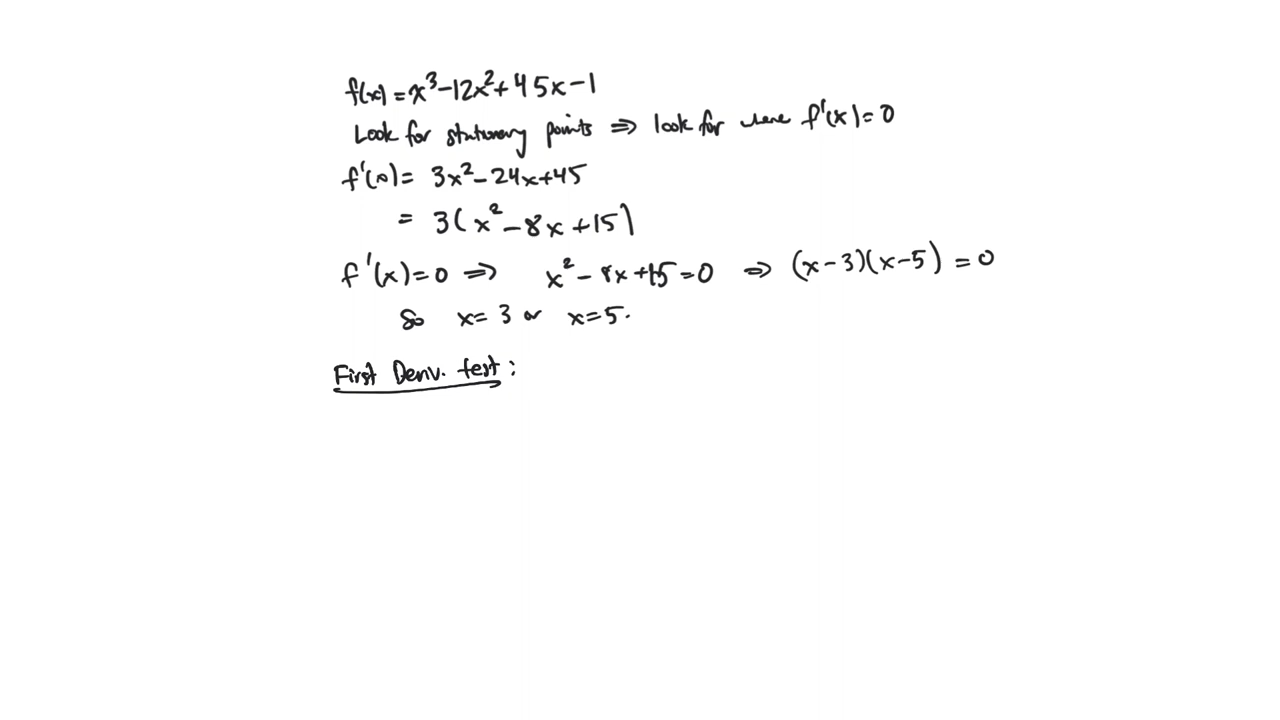 f(x) = x³-12x²+45x-1
Look for stationary points ⇒ look for where f'(x)=0
f'(x) = 3x²-24x+45
= 3(x²-8x+15)
f'(x)=0 ⇒ x²-8x+15=0 ⇒ (x-3)(x-5) = 0
So x= 3 or x=5.
First Deriv. test: